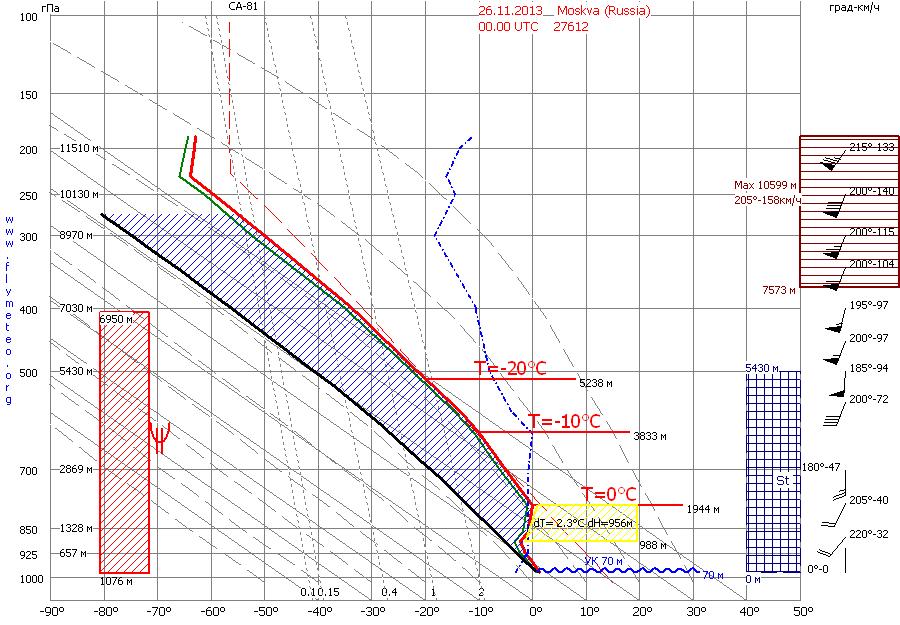 гПа
СА-81
26.11.2013 Moskva (Russia)
00.00 UTC 27612
град-км/ч
100
150
200
250
300
400
500
700
850
925
1000
11510 м
10130 м
8970 м
7030 м
5430 м
2869 м
1328 м
657 м
www.flymeteo.org
6950 м
1076 м
T=-20°C
5238 м
T=-10°C
3833 м
T=0°C
1944 м
dT= 2.3°C dH=956м
988 м
УК 70 м
70 м
5430 м
St
0 м
Max 10599 м
205°-158км/ч
7573 м
215°-133
200°-140
200°-115
200°-104
195°-97
200°-97
185°-94
200°-72
180°-47
205°-40
220°-32
0°-0
0.1 0.15 0.4 1 2
-90° -80° -70° -60° -50° -40° -30° -20° -10° 0° 10° 20° 30° 40° 50°